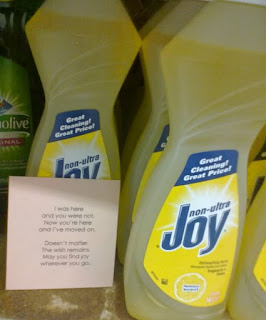 Great
Cleaning!
Great Price!
non-ultra
Joy
Great
Cleaning!
Great Price!
non-ultra
Joy
olive
INAL
I was here
and you were not.
Now you're here
and I've moved on.
Doesn't matter.
The wish remains.
May you find joy
wherever you go.